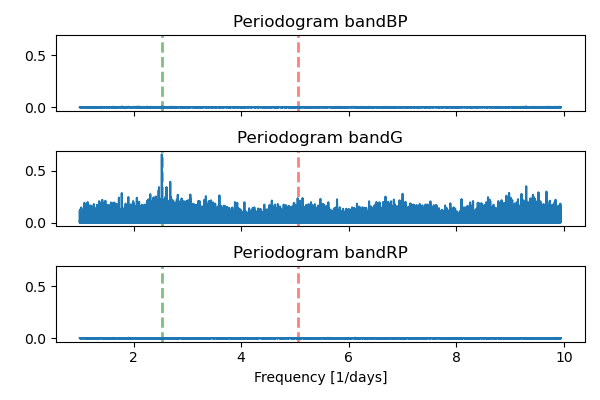 Periodogram bandBP
0.5
0.0
Periodogram bandG
0.5
0.0
Periodogram bandRP
0.5
0.0
2 4 6 8 10
Frequency [1/days]